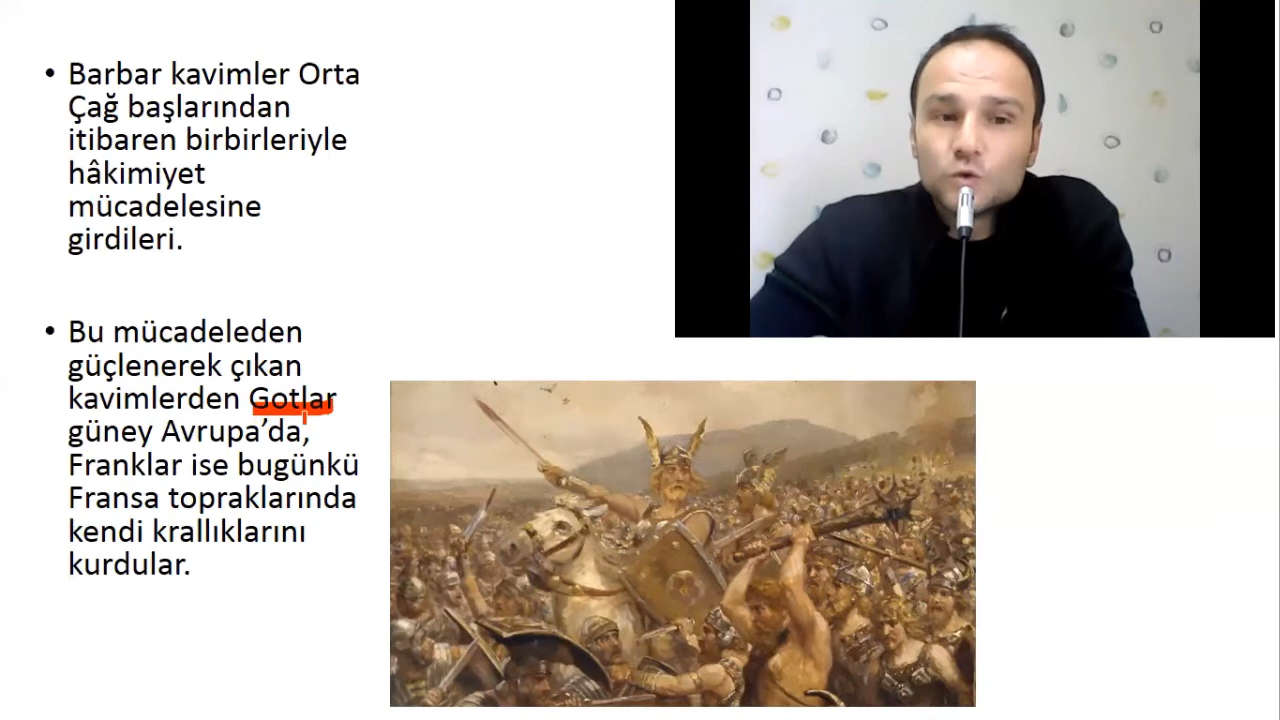 • Barbar kavimler Orta
Çağ başlarından
itibaren birbirleriyle
hâkimiyet
mücadelesine
girdileri.
• Bu mücadeleden
güçlenerek çıkan
kavimlerden Gotlar
güney Avrupa’da,
Franklar ise bugünkü
Fransa topraklarında
kendi krallıklarını
kurdular.